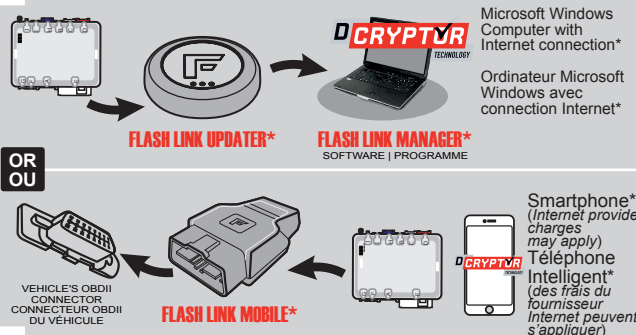 DCRYPTOR
TECHNOLOGY
Microsoft Windows
Computer with
Internet connection*
Ordinateur Microsoft
Windows avec
connection Internet*
FLASH LINK UPDATER*
FLASH LINK MANAGER*
SOFTWARE | PROGRAMME
OR
OU
VEHICLE'S OBDII
CONNECTOR
CONNECTEUR OBDII
DU VÉHICULE
FLASH LINK MOBILE*
DCRYPTOR
TECHNOLOGY
Smartphone*
(Internet provide
charges
may apply)
Téléphone
Intelligent*
(des frais du
fournisseur
Internet peuvent
s'appliquer)